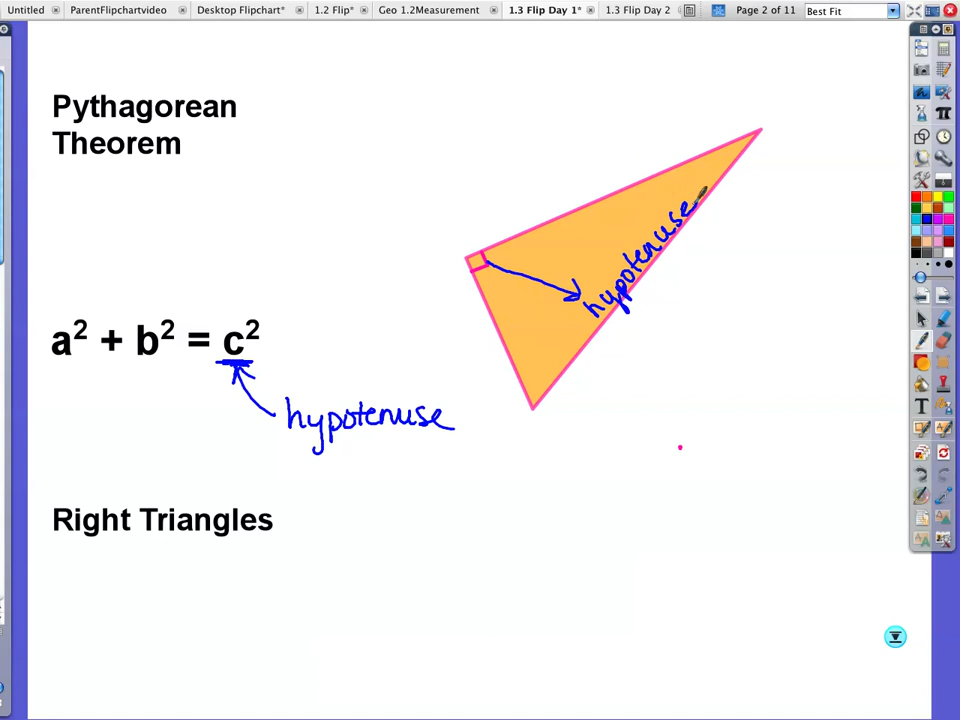 Untitled ParentFlipchartvideo Desktop Flipchart* 1.2 Flip* Geo 1.2Measurement 1.3 Flip Day 1* 1.3 Flip Day 2 Page 2 of 11 Best Fit
Pythagorean
Theorem
hypotenuse
a² + b² = c²
hypotenuse
Right Triangles